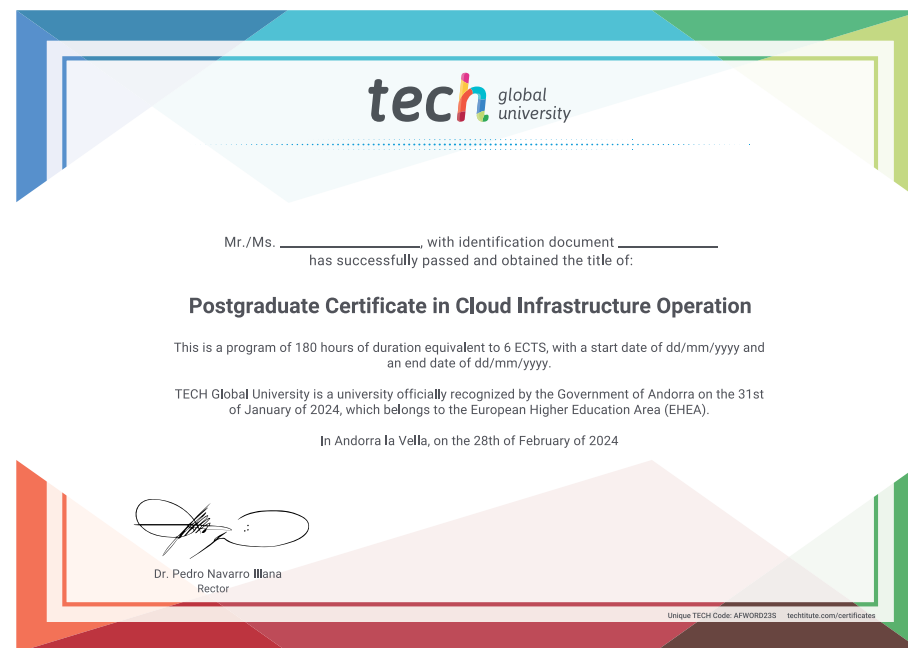 tech global university
Mr./Ms. ____________________, with identification document ______________
has successfully passed and obtained the title of:
Postgraduate Certificate in Cloud Infrastructure Operation
This is a program of 180 hours of duration equivalent to 6 ECTS, with a start date of dd/mm/yyyy and
an end date of dd/mm/yyyy.
TECH Global University is a university officially recognized by the Government of Andorra on the 31st
of January of 2024, which belongs to the European Higher Education Area (EHEA).
In Andorra la Vella, on the 28th of February of 2024
Dr. Pedro Navarro Illana
Rector
Unique TECH Code: AFWORD23S techtitute.com/certificates